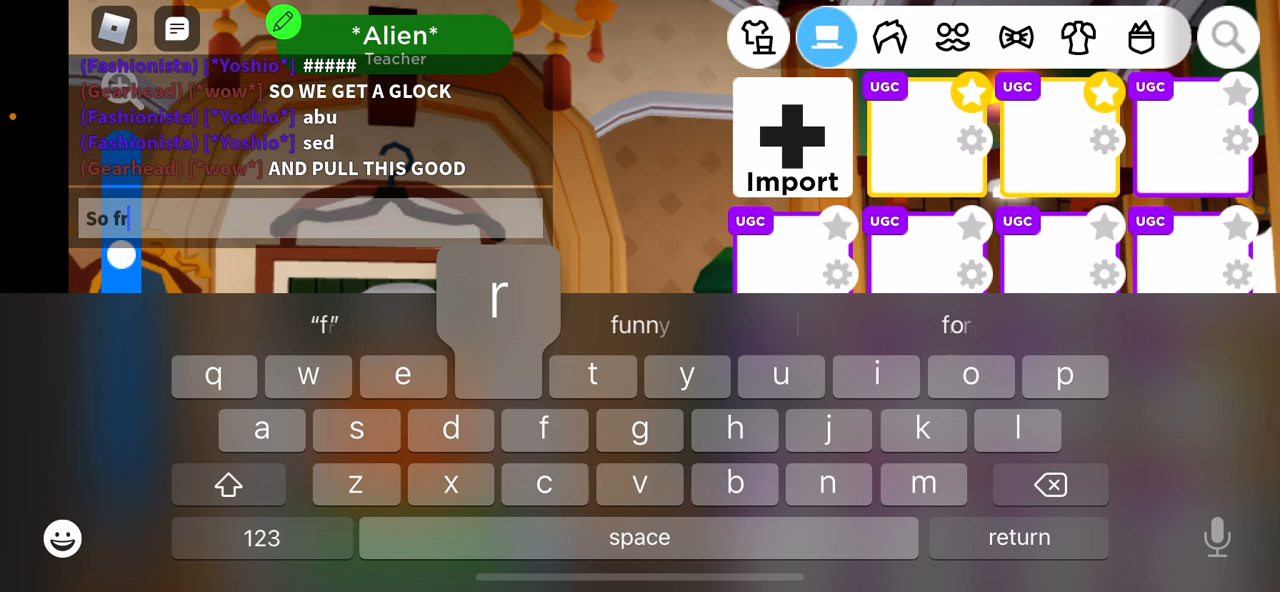 *Alien*
Teacher
(Fashionista) [*Yoshio*] #####
(Gearhead) [*wow*] SO WE GET A GLOCK
(Fashionista) [*Yoshio*] abu
(Fashionista) [*Yoshio*] sed
(Gearhead) [*wow*] AND PULL THIS GOOD
So fr
Import
UGC UGC UGC
UGC UGC UGC UGC
r
“f” funny for
q w e t y u i o p
a s d f g h j k l
z x c v b n m
123 space return